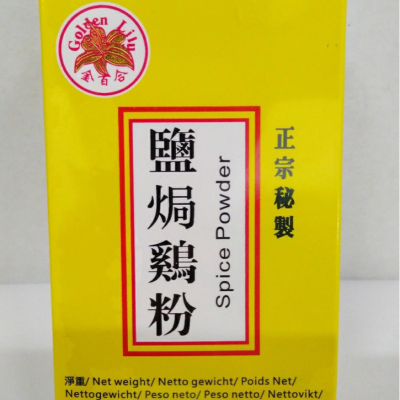 Golden Lily
金百合
鹽焗鷄粉
Spice Powder
正宗秘製
淨重/ Net weight/ Netto gewicht/ Poids Net/
Nettogewicht/ Peso neto/ Peso netto/ Nettovikt/